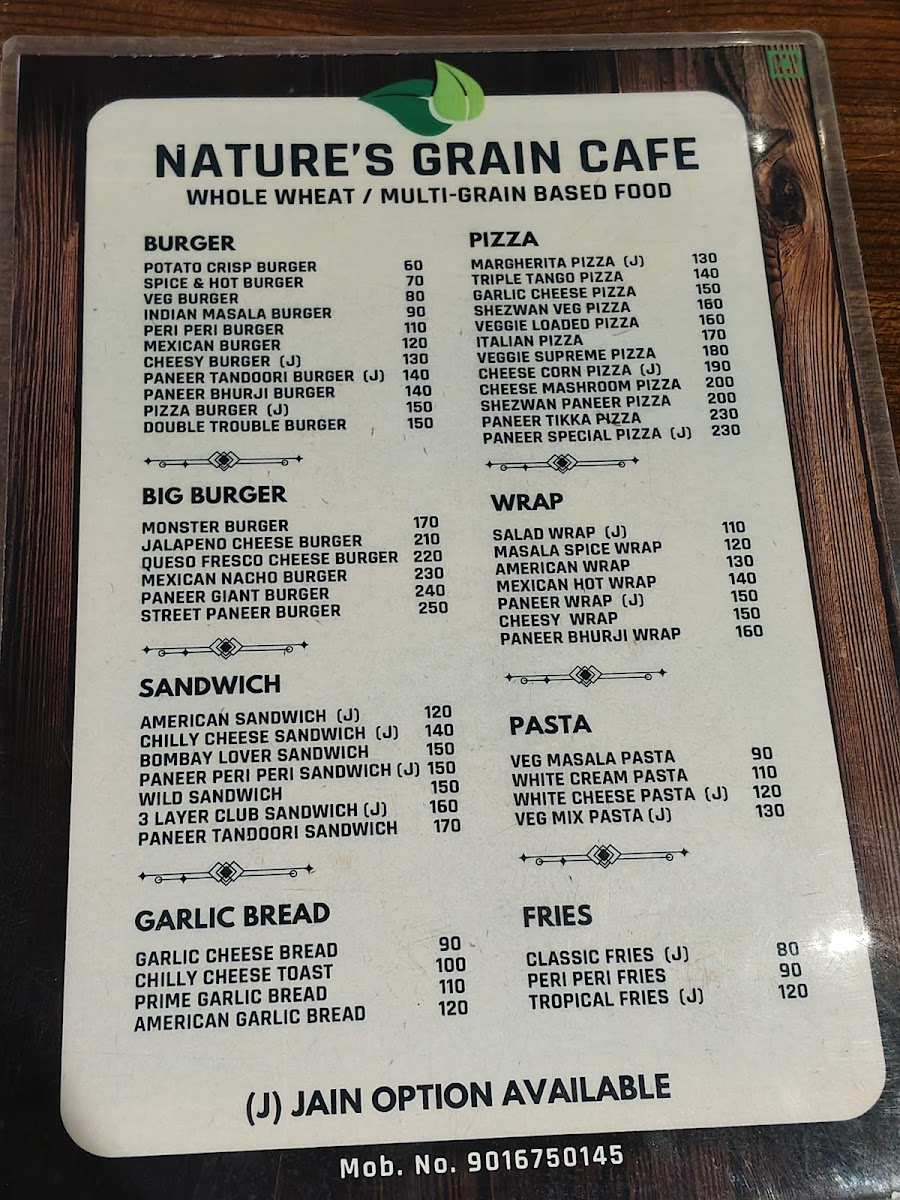 NATURE'S GRAIN CAFE
WHOLE WHEAT / MULTI-GRAIN BASED FOOD
BURGER
POTATO CRISP BURGER 60
SPICE & HOT BURGER 70
VEG BURGER 80
INDIAN MASALA BURGER 90
PERI PERI BURGER 110
MEXICAN BURGER 120
CHEESY BURGER (J) 130
PANEER TANDOORI BURGER (J) 140
PANEER BHURJI BURGER 140
PIZZA BURGER (J) 150
DOUBLE TROUBLE BURGER 150
BIG BURGER
MONSTER BURGER 170
JALAPENO CHEESE BURGER 210
QUESO FRESCO CHEESE BURGER 220
MEXICAN NACHO BURGER 230
PANEER GIANT BURGER 240
STREET PANEER BURGER 250
SANDWICH
AMERICAN SANDWICH (J) 120
CHILLY CHEESE SANDWICH (J) 140
BOMBAY LOVER SANDWICH 150
PANEER PERI PERI SANDWICH (J) 150
WILD SANDWICH 150
3 LAYER CLUB SANDWICH (J) 160
PANEER TANDOORI SANDWICH 170
GARLIC BREAD
GARLIC CHEESE BREAD 90
CHILLY CHEESE TOAST 100
PRIME GARLIC BREAD 110
AMERICAN GARLIC BREAD 120
PIZZA
MARGHERITA PIZZA (J) 130
TRIPLE TANGO PIZZA 140
GARLIC CHEESE PIZZA 150
SHEZWAN VEG PIZZA 160
VEGGIE LOADED PIZZA 160
ITALIAN PIZZA 170
VEGGIE SUPREME PIZZA 180
CHEESE CORN PIZZA (J) 190
CHEESE MASHROOM PIZZA 200
SHEZWAN PANEER PIZZA 200
PANEER TIKKA PIZZA 230
PANEER SPECIAL PIZZA (J) 230
WRAP
SALAD WRAP (J) 110
MASALA SPICE WRAP 120
AMERICAN WRAP 130
MEXICAN HOT WRAP 140
PANEER WRAP (J) 150
CHEESY WRAP 150
PANEER BHURJI WRAP 160
PASTA
VEG MASALA PASTA 90
WHITE CREAM PASTA 110
WHITE CHEESE PASTA (J) 120
VEG MIX PASTA (J) 130
FRIES
CLASSIC FRIES (J) 80
PERI PERI FRIES 90
TROPICAL FRIES (J) 120
(J) JAIN OPTION AVAILABLE
Mob. No. 9016750145